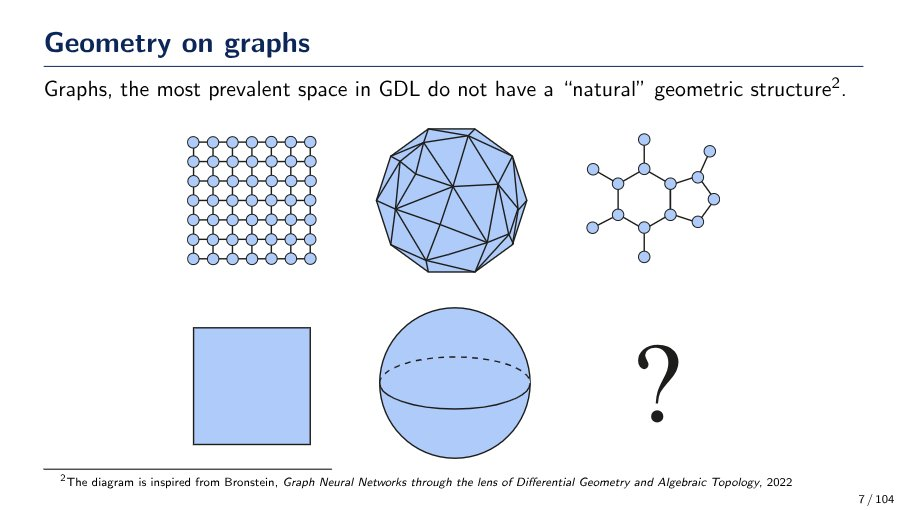 Geometry on graphs
Graphs, the most prevalent space in GDL do not have a “natural” geometric structure².
?
²The diagram is inspired from Bronstein, Graph Neural Networks through the lens of Differential Geometry and Algebraic Topology, 2022
7 / 104